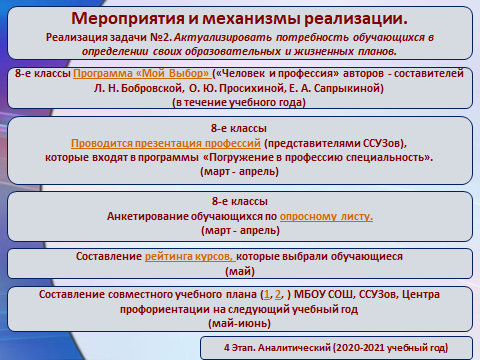 Мероприятия и механизмы реализации.
Реализация задачи №2. Актуализировать потребность обучающихся в
определении своих образовательных и жизненных планов.
8-е классы Программа «Мой Выбор» («Человек и профессия» авторов - составителей
Л. Н. Бобровской, О. Ю. Просихиной, Е. А. Сапрыкиной)
(в течение учебного года)
8-е классы
Проводится презентация профессий (представителями ССУЗов),
которые входят в программы «Погружение в профессию специальность».
(март - апрель)
8-е классы
Анкетирование обучающихся по опросному листу.
(март - апрель)
Составление рейтинга курсов, которые выбрали обучающиеся
(май)
Составление совместного учебного плана (1, 2, ) МБОУ СОШ, ССУЗов, Центра
профориентации на следующий учебный год
(май-июнь)
4 Этап. Аналитический (2020-2021 учебный год)